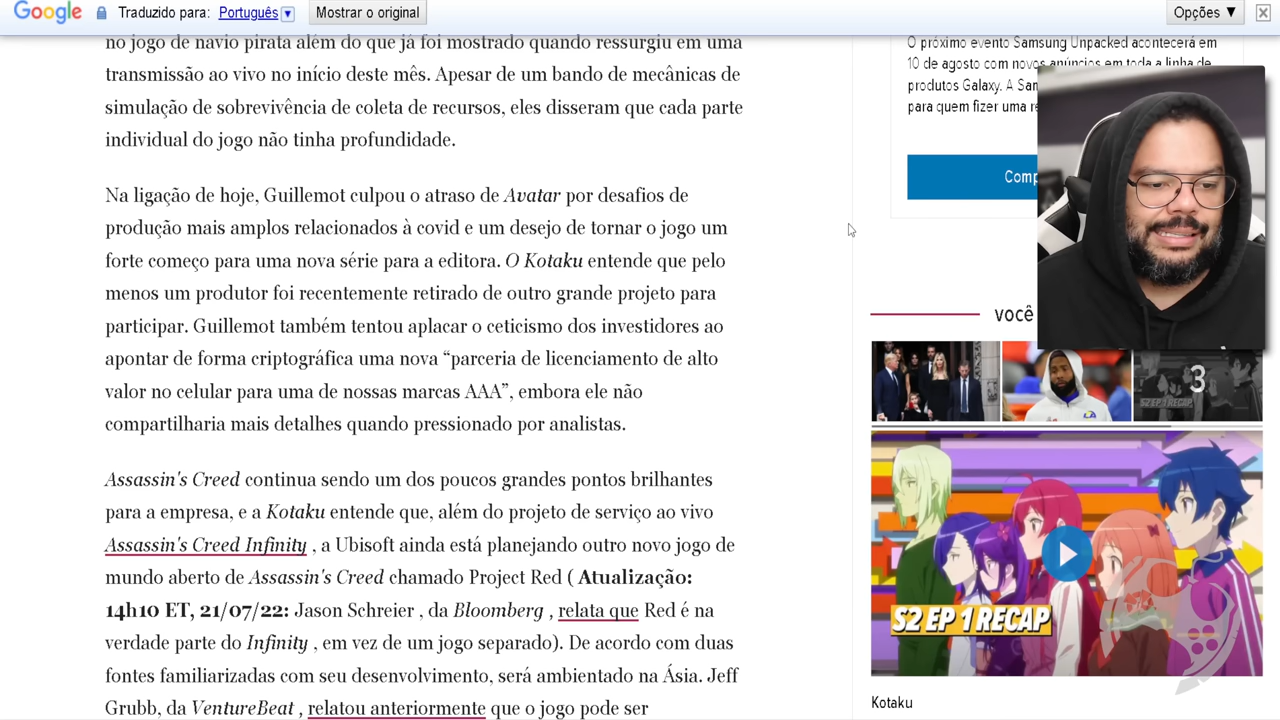 Google Traduzido para: Português Mostrar o original Opções ▼
no jogo de navio pirata além do que já foi mostrado quando ressurgiu em uma
transmissão ao vivo no início deste mês. Apesar de um bando de mecânicas de
simulação de sobrevivência de coleta de recursos, eles disseram que cada parte
individual do jogo não tinha profundidade.
Na ligação de hoje, Guillemot culpou o atraso de Avatar por desafios de
produção mais amplos relacionados à covid e um desejo de tornar o jogo um
forte começo para uma nova série para a editora. O Kotaku entende que pelo
menos um produtor foi recentemente retirado de outro grande projeto para
participar. Guillemot também tentou aplacar o ceticismo dos investidores ao
apontar de forma criptográfica uma nova “parceria de licenciamento de alto
valor no celular para uma de nossas marcas AAA”, embora ele não
compartilharia mais detalhes quando pressionado por analistas.
Assassin's Creed continua sendo um dos poucos grandes pontos brilhantes
para a empresa, e a Kotaku entende que, além do projeto de serviço ao vivo
Assassin's Creed Infinity , a Ubisoft ainda está planejando outro novo jogo de
mundo aberto de Assassin's Creed chamado Project Red ( Atualização:
14h10 ET, 21/07/22: Jason Schreier , da Bloomberg , relata que Red é na
verdade parte do Infinity , em vez de um jogo separado). De acordo com duas
fontes familiarizadas com seu desenvolvimento, será ambientado na Ásia. Jeff
Grubb, da VentureBeat , relatou anteriormente que o jogo pode ser
O próximo evento Samsung Unpacked acontecerá em
10 de agosto com novos anúncios em toda a linha de
produtos Galaxy. A
para quem fizer uma
você
3
S2 EP 1 RECAP
S2 EP 1 RECAP
Kotaku